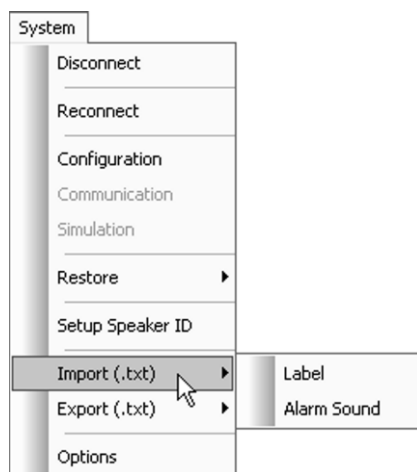 System
Disconnect
Reconnect
Configuration
Communication
Simulation
Restore
Setup Speaker ID
Import (.txt)
Label
Export (.txt)
Alarm Sound
Options